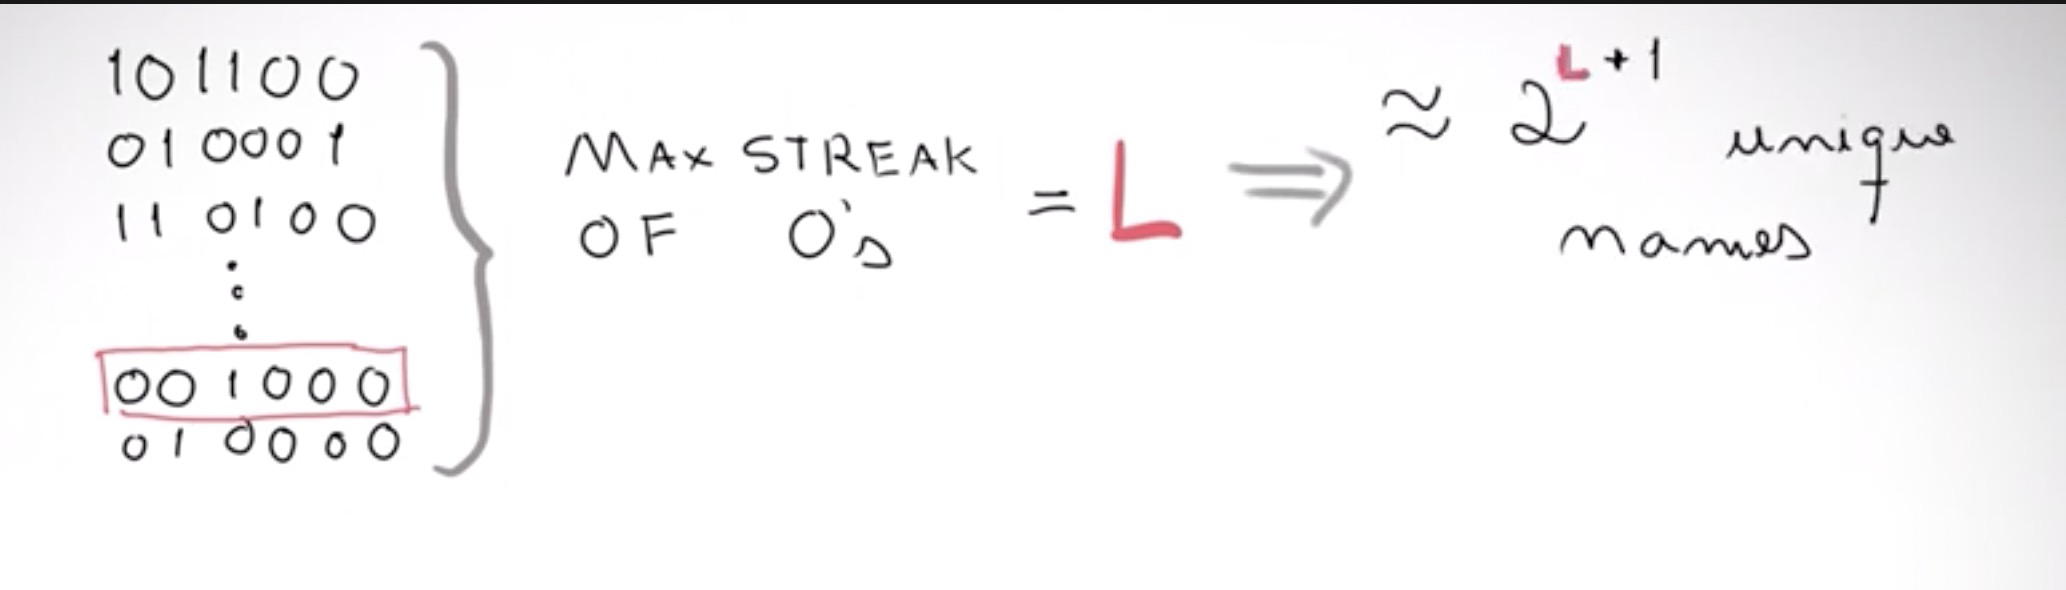 101100
010001
110100
001000
010000
MAX STREAK
OF 0's
= L ⇒
≈ 2^L+1 unique
names